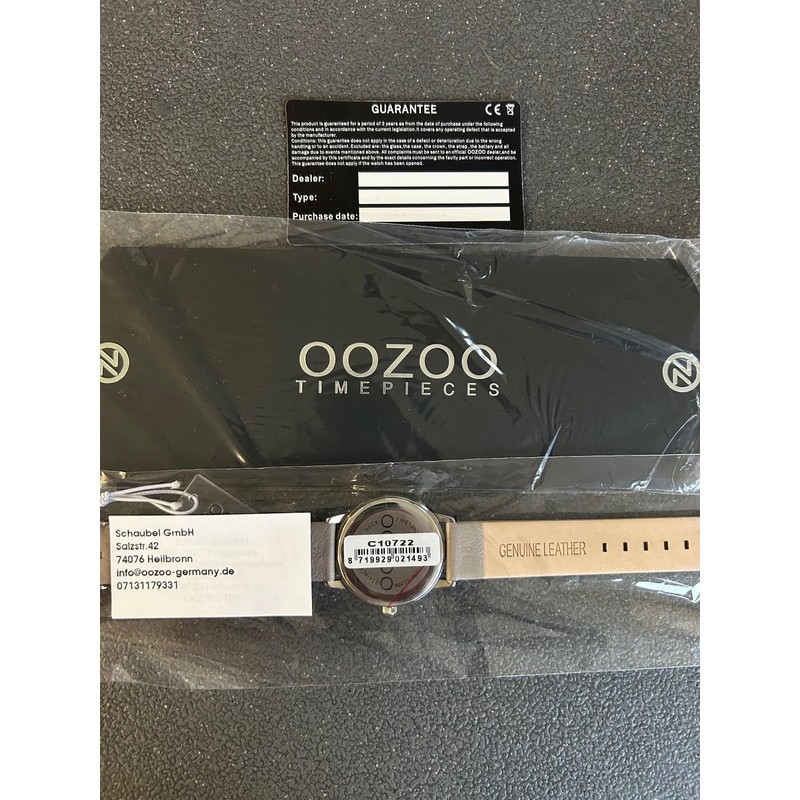 GUARANTEE
This product is guaranteed for a period of 2 years as from the date of purchase under the following
conditions and in accordance with the current legislation.It covers any operating defect that is accepted
by the manufacturer.
Conditions: this guarantee does not apply in the case of a defect or deterioration due to the wrong
handling or to an accident. Excluded are: the glass,the case, the crown, the strap, the battery and all
damage due to events mentioned above. All complaints must be sent to an official OOZOO dealer,and be
accompanied by this certificate and by the exact details concerning the faulty part or incorrect operation.
This guarantee does not apply if the watch has been opened.
Dealer:
Type:
Purchase date:
OOZOO
TIMEPIECES
Schaubel GmbH
Salzstr.42
74076 Heilbronn
info@oozoo-germany.de
07131179331
C10722
8 719929 021493
GENUINE LEATHER